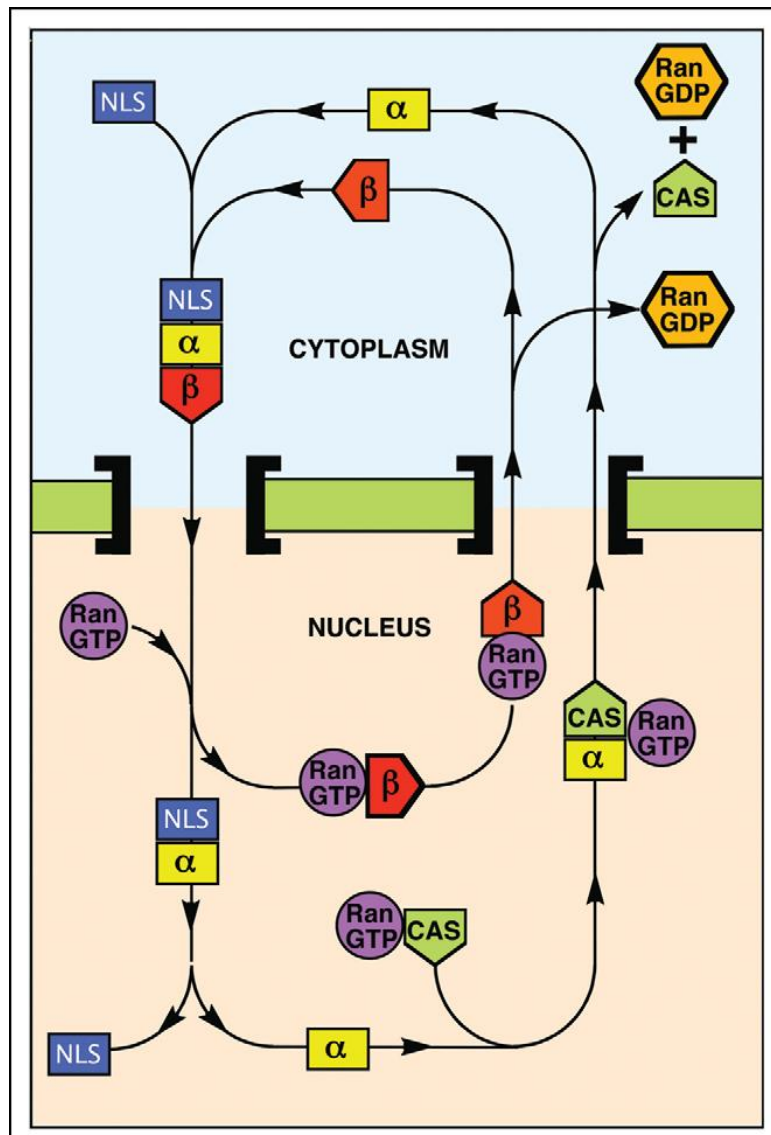 NLS
α
Ran
GDP
+
CAS
β
NLS
α
β
CYTOPLASM
Ran
GDP
NUCLEUS
Ran
GTP
β
Ran
GTP
CAS
α
Ran
GTP
Ran
GTP
β
NLS
α
Ran
GTP
CAS
NLS
α